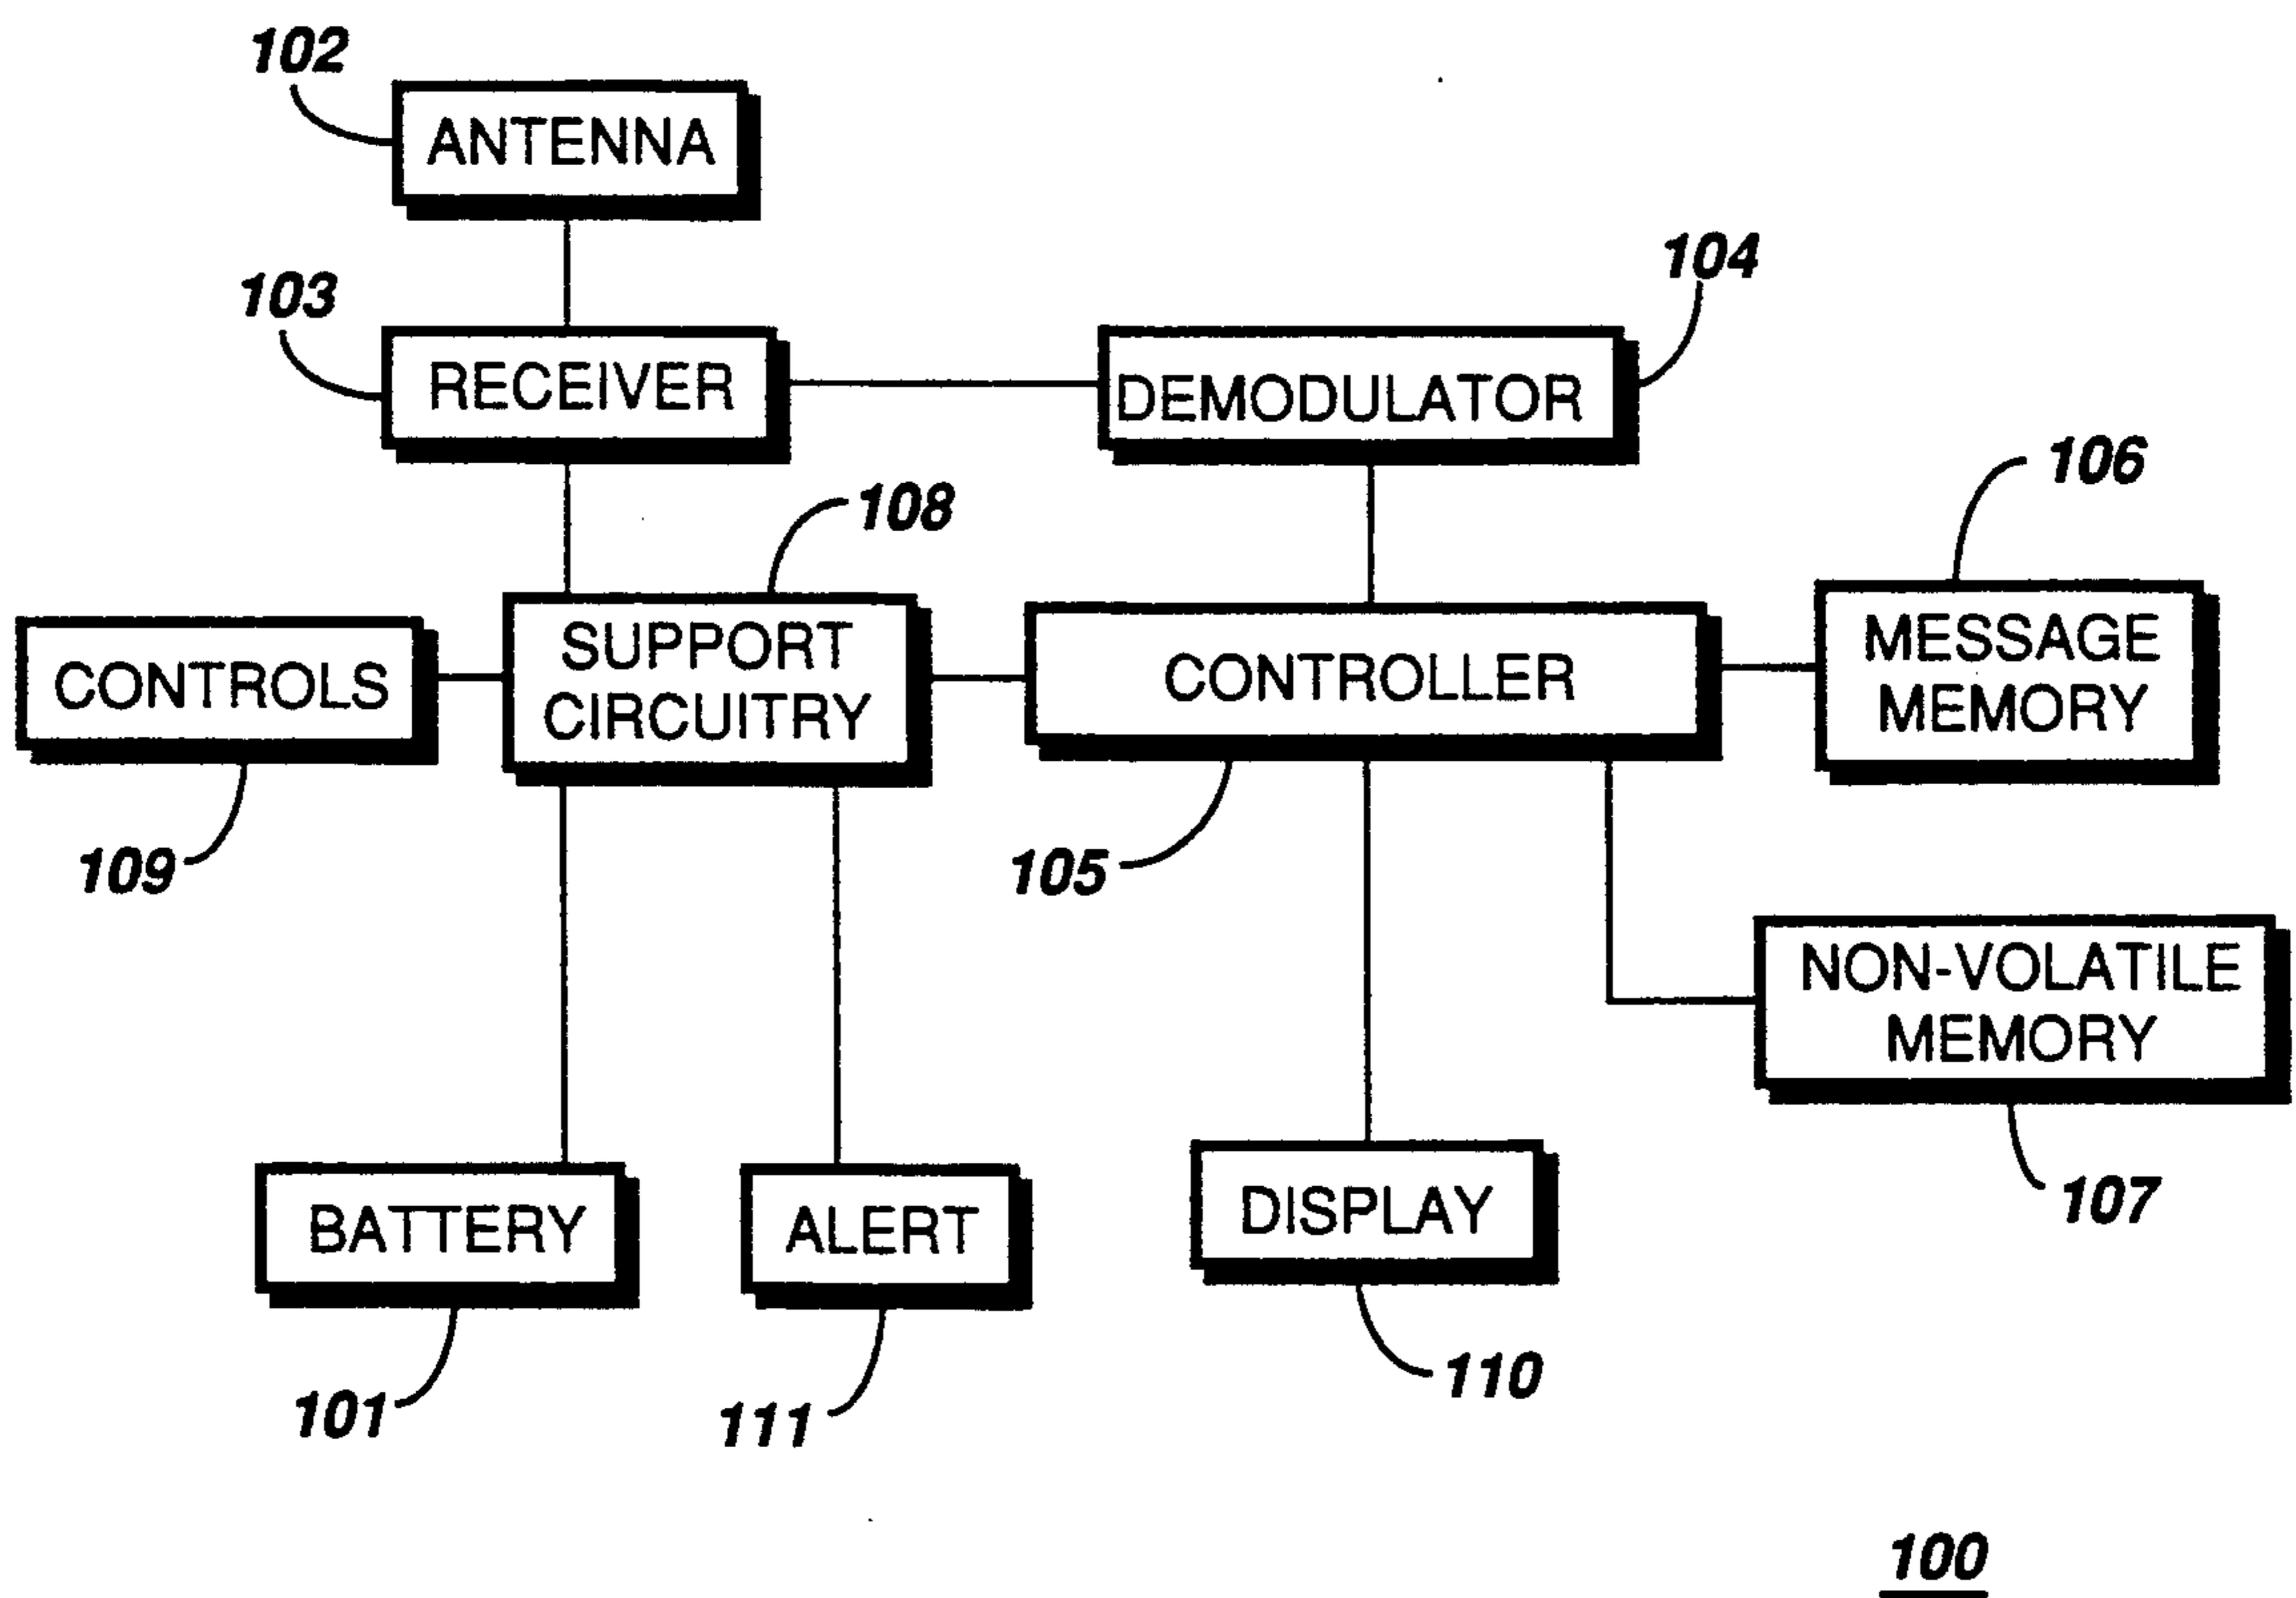 102
ANTENNA
103
RECEIVER
104
DEMODULATOR
108
106
CONTROLS
SUPPORT
CIRCUITRY
CONTROLLER
MESSAGE
MEMORY
109
105
NON-VOLATILE
MEMORY
107
BATTERY
ALERT
DISPLAY
101
111
110
100